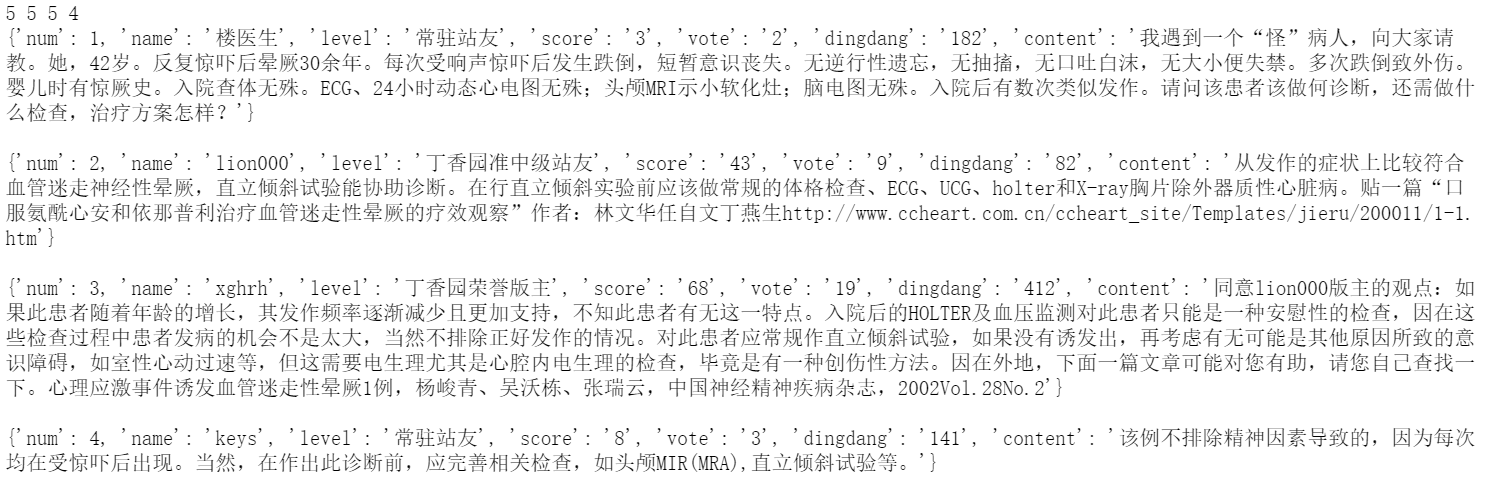 5 5 5 4
{'num': 1, 'name': '楼医生', 'level': '常驻站友', 'score': '3', 'vote': '2', 'dingdang': '182', 'content': '我遇到一个“怪”病人，向大家请
教。她，42岁。反复惊吓后晕厥30余年。每次受响声惊吓后发生跌倒，短暂意识丧失。无逆行性遗忘，无抽搐，无口吐白沫，无大小便失禁。多次跌倒致外伤。
婴儿时有惊厥史。入院查体无殊。ECG、24小时动态心电图无殊；头颅MRI示小软化灶；脑电图无殊。入院后有数次类似发作。请问该患者该做何诊断，还需做什
么检查，治疗方案怎样？'}
{'num': 2, 'name': 'lion000', 'level': '丁香园准中级站友', 'score': '43', 'vote': '9', 'dingdang': '82', 'content': '从发作的症状上比较符合
血管迷走神经性晕厥，直立倾斜试验能协助诊断。在行直立倾斜实验前应该做常规的体格检查、ECG、UCG、holter和X-ray胸片除外器质性心脏病。贴一篇“口
服氨酰心安和依那普利治疗血管迷走性晕厥的疗效观察”作者：林文华任自文丁燕生http://www.ccheart.com.cn/ccheart_site/Templates/jieru/200011/1-1.
htm'}
{'num': 3, 'name': 'xghrh', 'level': '丁香园荣誉版主', 'score': '68', 'vote': '19', 'dingdang': '412', 'content': '同意lion000版主的观点：如
果此患者随着年龄的增长，其发作频率逐渐减少且更加支持，不知此患者有无这一特点。入院后的HOLTER及血压监测对此患者只能是一种安慰性的检查，因在这
些检查过程中患者发病的机会不是太大，当然不排除正好发作的情况。对此患者应常规作直立倾斜试验，如果没有诱发出，再考虑有无可能是其他原因所致的意
识障碍，如室性心动过速等，但这需要电生理尤其是心腔内电生理的检查，毕竟是有一种创伤性方法。因在外地，下面一篇文章可能对您有助，请您自己查找一
下。心理应激事件诱发血管迷走性晕厥1例，杨峻青、吴沃栋、张瑞云，中国神经精神疾病杂志，2002Vol.28No.2'}
{'num': 4, 'name': 'keys', 'level': '常驻站友', 'score': '8', 'vote': '3', 'dingdang': '141', 'content': '该例不排除精神因素导致的，因为每次
均在受惊吓后出现。当然，在作出此诊断前，应完善相关检查，如头颅MIR(MRA),直立倾斜试验等。'}